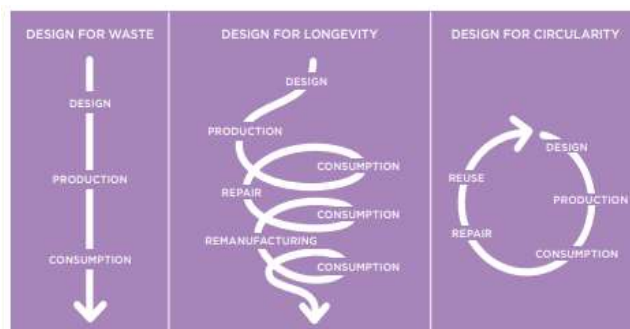 DESIGN FOR WASTE
DESIGN
PRODUCTION
CONSUMPTION
DESIGN FOR LONGEVITY
DESIGN
PRODUCTION
CONSUMPTION
REPAIR
CONSUMPTION
REMANUFACTURING
CONSUMPTION
DESIGN FOR CIRCULARITY
DESIGN
REUSE
PRODUCTION
REPAIR
CONSUMPTION